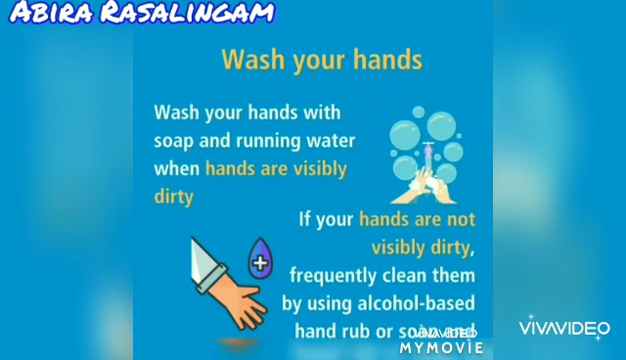 ABIRA RASALINGAM
Wash your hands
Wash your hands with
soap and running water
when hands are visibly
dirty
If your hands are not
visibly dirty,
frequently clean them
by using alcohol-based
hand rub or soap and
VIVAVIDEO
MYMOVIE
VIVAVIDEO